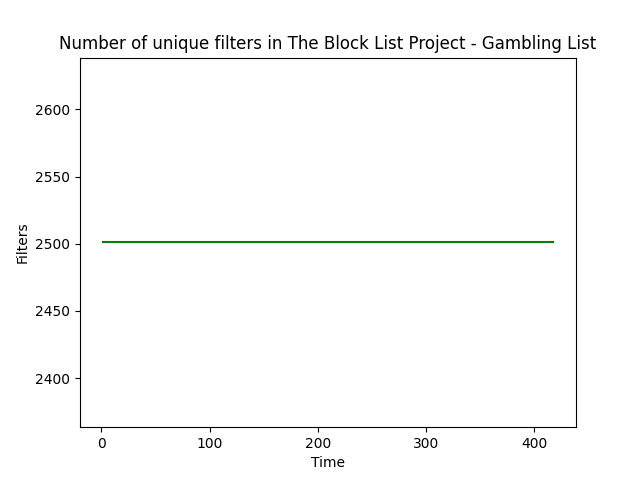 Number of unique filters in The Block List Project - Gambling List
2600
2550
2500
2450
2400
Filters
0 100 200 300 400
Time